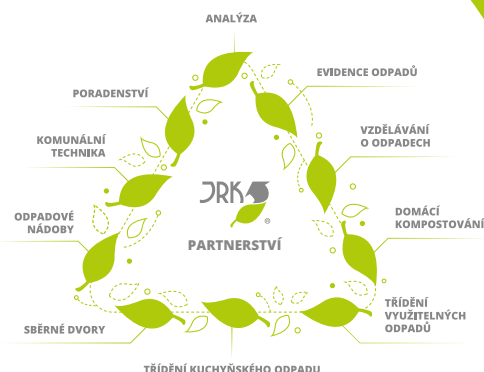 ANALÝZA
EVIDENCE ODPADŮ
PORADENSTVÍ
VZDĚLÁVÁNÍ
O ODPADECH
KOMUNÁLNÍ
TECHNIKA
JRK
®
PARTNERSTVÍ
ODPADOVÉ
NÁDOBY
DOMÁCÍ
KOMPOSTOVÁNÍ
SBĚRNÉ DVORY
TŘÍDĚNÍ
VYUŽITELNÝCH
ODPADŮ
TŘÍDĚNÍ KUCHYŇSKÉHO ODPADU